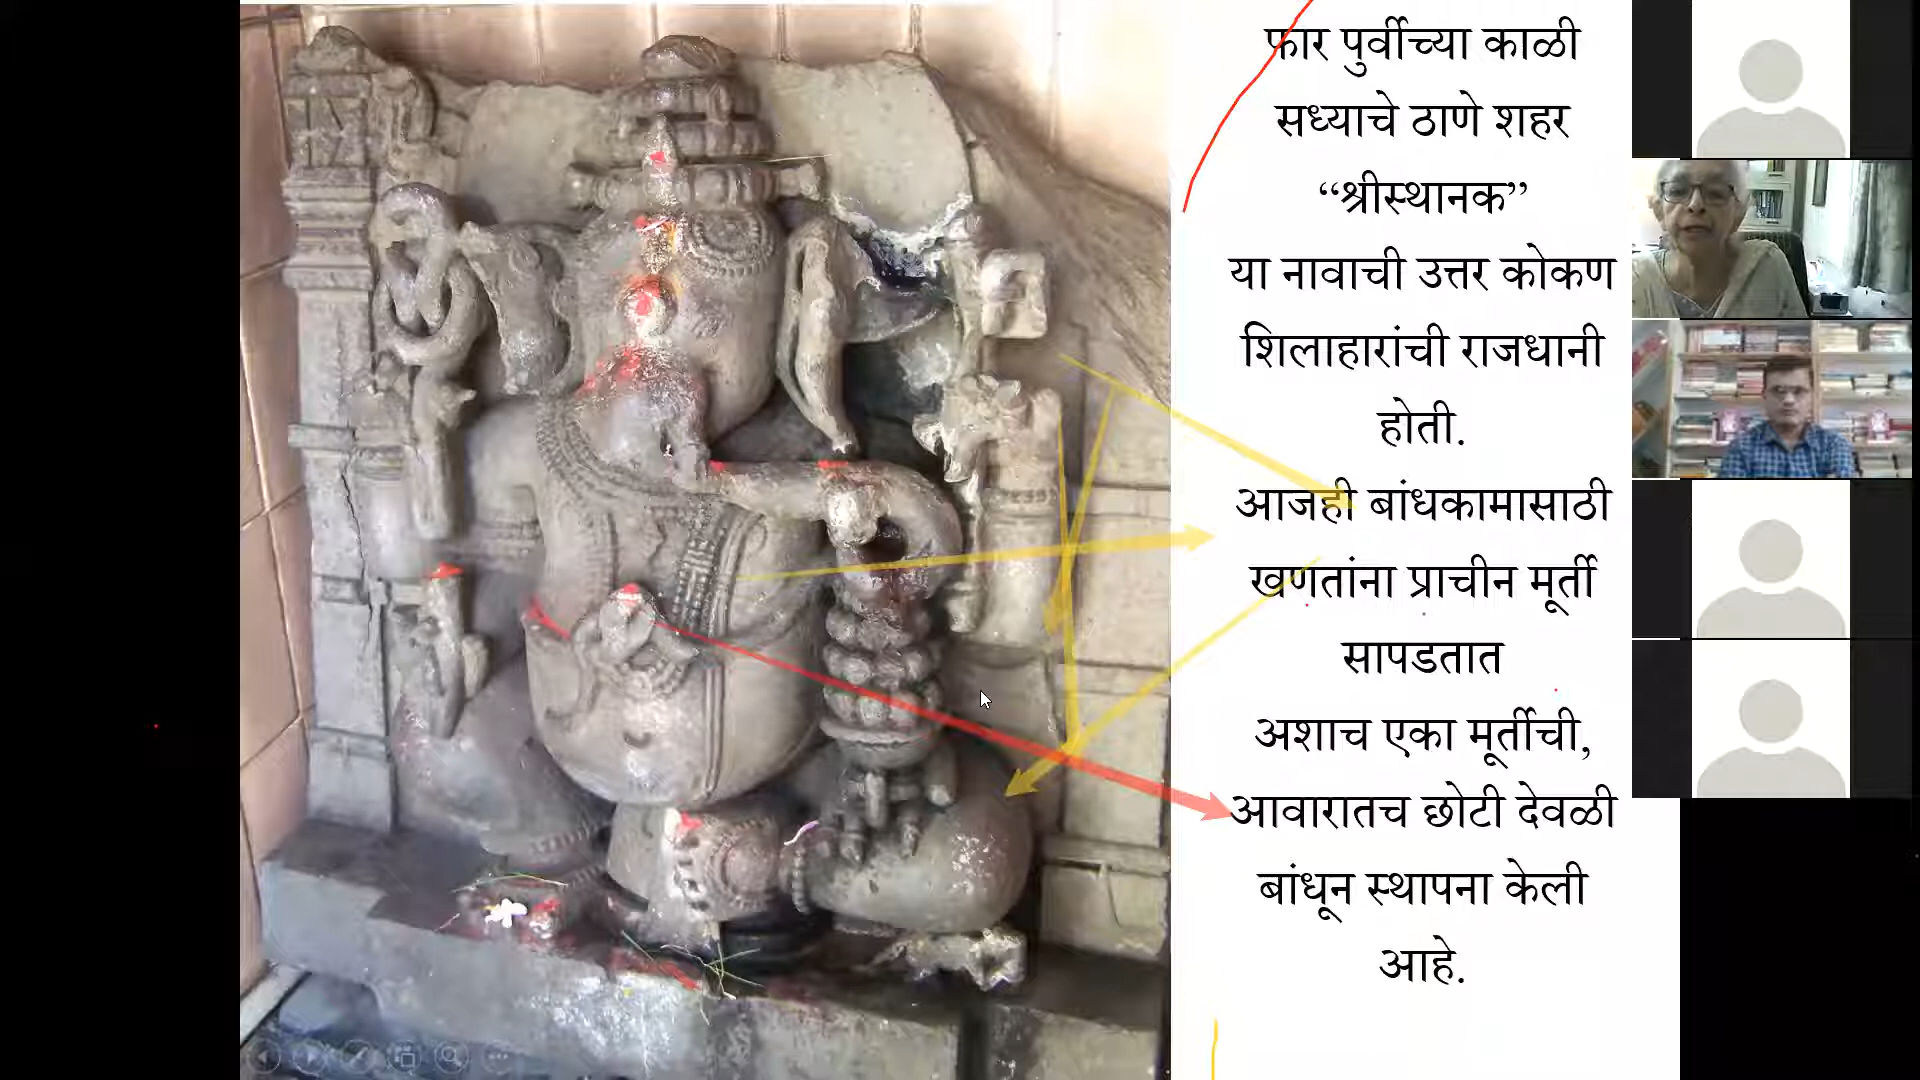 फार पुर्वीच्या काळी
सध्याचे ठाणे शहर
“श्रीस्थानक”
या नावाची उत्तर कोकण
शिलाहारांची राजधानी
होती.
आजही बांधकामासाठी
खणतांना प्राचीन मूर्ती
सापडतात
अशाच एका मूर्तीची,
आवारातच छोटी देवळी
बांधून स्थापना केली
आहे.